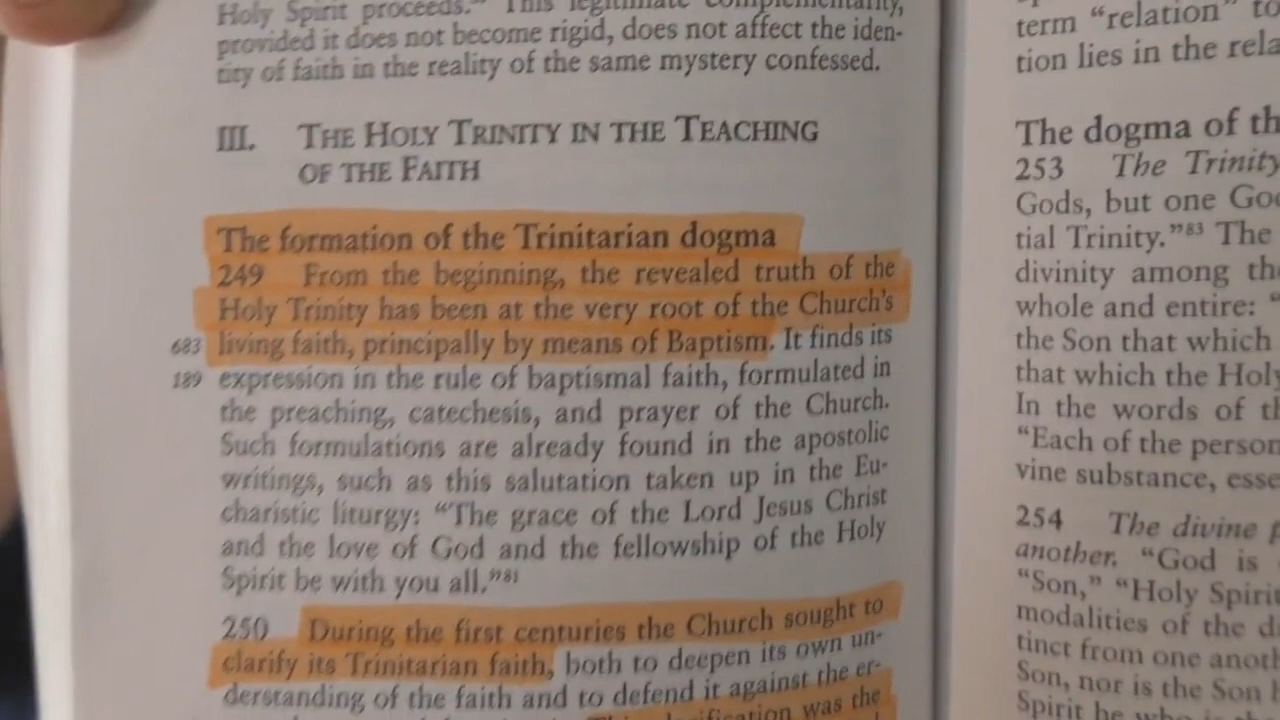 Holy Spirit proceeds." This legitimate complementarity,
provided it does not become rigid, does not affect the iden-
tity of faith in the reality of the same mystery confessed.
III. THE HOLY TRINITY IN THE TEACHING
OF THE FAITH
The formation of the Trinitarian dogma
249 From the beginning, the revealed truth of the
Holy Trinity has been at the very root of the Church's
683 living faith, principally by means of Baptism. It finds its
189 expression in the rule of baptismal faith, formulated in
the preaching, catechesis, and prayer of the Church.
Such formulations are already found in the apostolic
writings, such as this salutation taken up in the Eu-
charistic liturgy: "The grace of the Lord Jesus Christ
and the love of God and the fellowship of the Holy
Spirit be with you all."81
250 During the first centuries the Church sought to
clarify its Trinitarian faith, both to deepen its own un-
derstanding of the faith and to defend it against the er-
was the
term "relation" to
tion lies in the rela
The dogma of th
253 The Trinity
Gods, but one Go
tial Trinity."83 The
divinity among th
whole and entire: "
the Son that which
that which the Holy
In the words of th
"Each of the person
vine substance, esse
254 The divine p
another. "God is
"Son," "Holy Spirit
modalities of the di
tinct from one anoth
Son, nor is the Son h
Spirit he who is